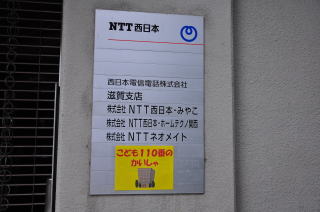 NTT西日本
西日本電信電話株式会社
滋賀支店
株式会社 NTT西日本-みやこ
株式会社 NTT西日本-ホームテクノ関西
株式会社 NTTネオメイト
こども110番の
かいしゃ